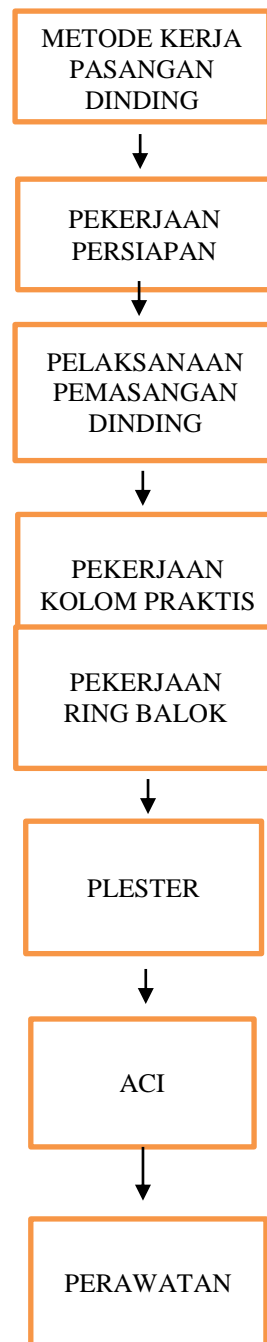 METODE KERJA
PASANGAN
DINDING
PEKERJAAN
PERSIAPAN
PELAKSANAAN
PEMASANGAN
DINDING
PEKERJAAN
KOLOM PRAKTIS
PEKERJAAN
RING BALOK
PLESTER
ACI
PERAWATAN